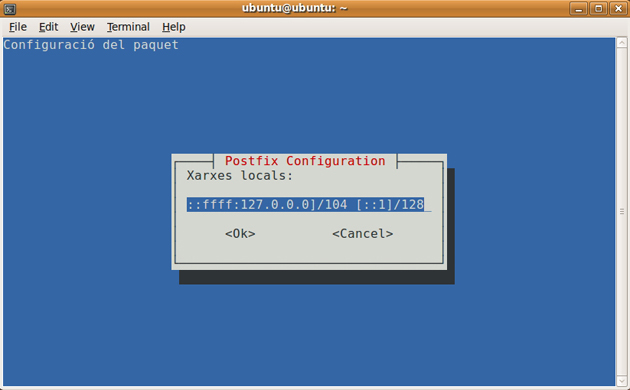 ubuntu@ubuntu: ~
File Edit View Terminal Help
Configuració del paquet
Postfix Configuration
Xarxes locals:
::ffff:127.0.0.0]/104 [::1]/128_
<Ok> <Cancel>